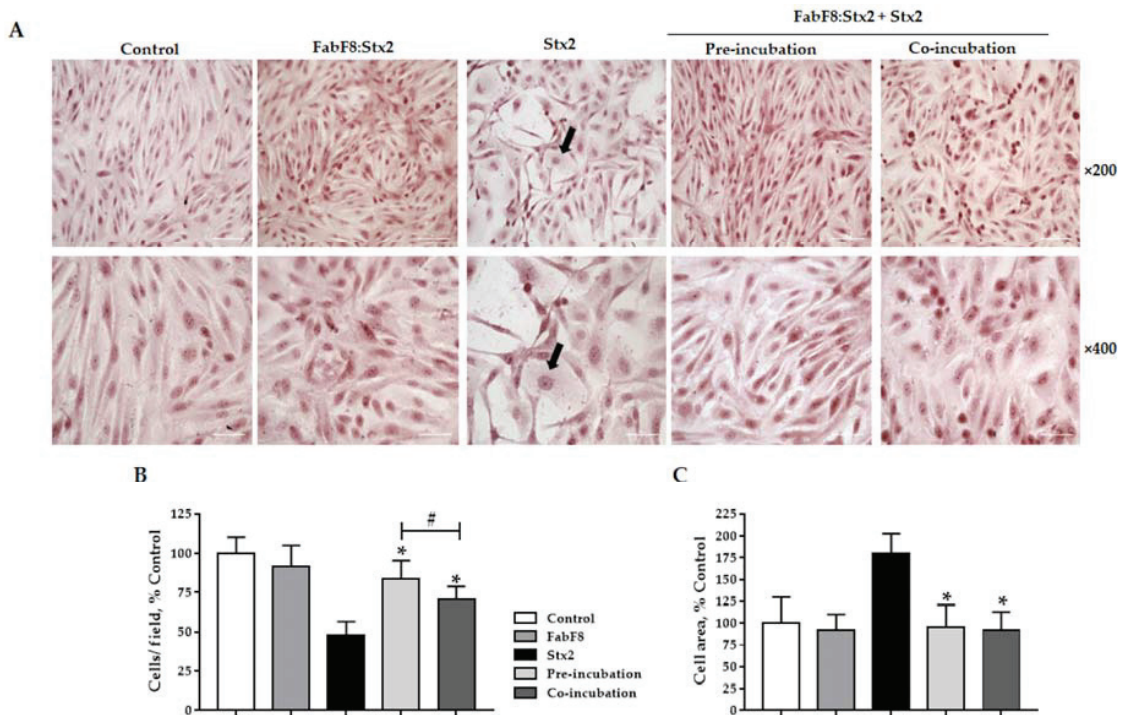 FabF8:Stx2 + Stx2
A
Control
FabF8:Stx2
Stx2
Pre-incubation
Co-incubation
×200
×400
B
Cells/ field, % Control
125
100
75
50
25
0
#
*
*
Control
FabF8
Stx2
Pre-incubation
Co-incubation
C
Cell area, % Control
225
200
175
150
125
100
75
50
25
0
*
*